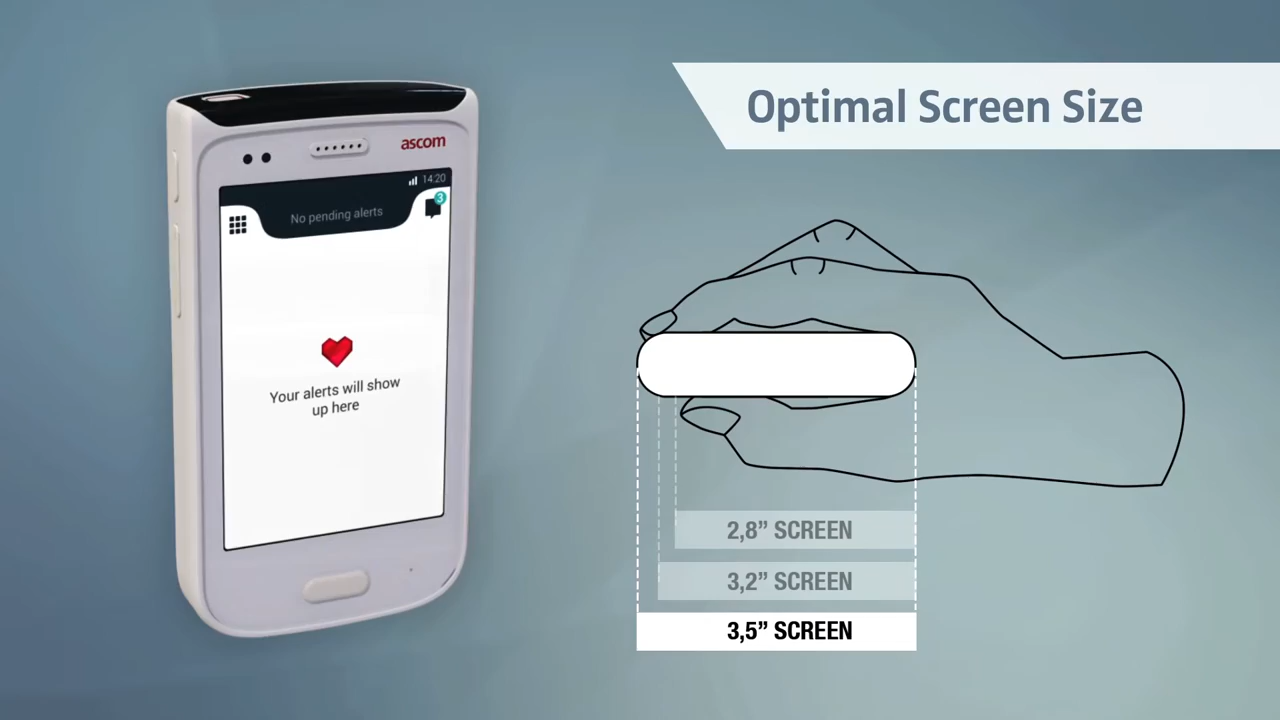 Optimal Screen Size
ascom
14:20
3
No pending alerts
Your alerts will show
up here
2,8” SCREEN
3,2” SCREEN
3,5” SCREEN